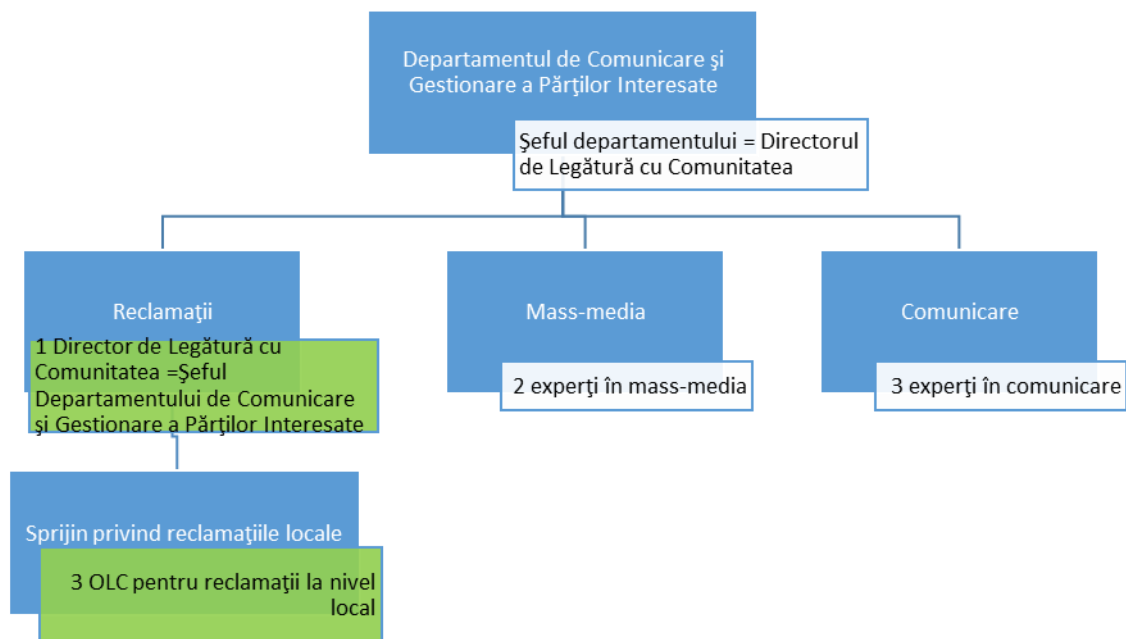 Departamentul de Comunicare şi
Gestionare a Părţilor Interesate
Şeful departamentului = Directorul
de Legătură cu Comunitatea
Reclamaţii
1 Director de Legătură cu
Comunitatea =Şeful
Departamentului de Comunicare
şi Gestionare a Părţilor Interesate
Mass-media
2 experţi în mass-media
Comunicare
3 experţi în comunicare
Sprijin privind reclamaţiile locale
3 OLC pentru reclamaţii la nivel
local